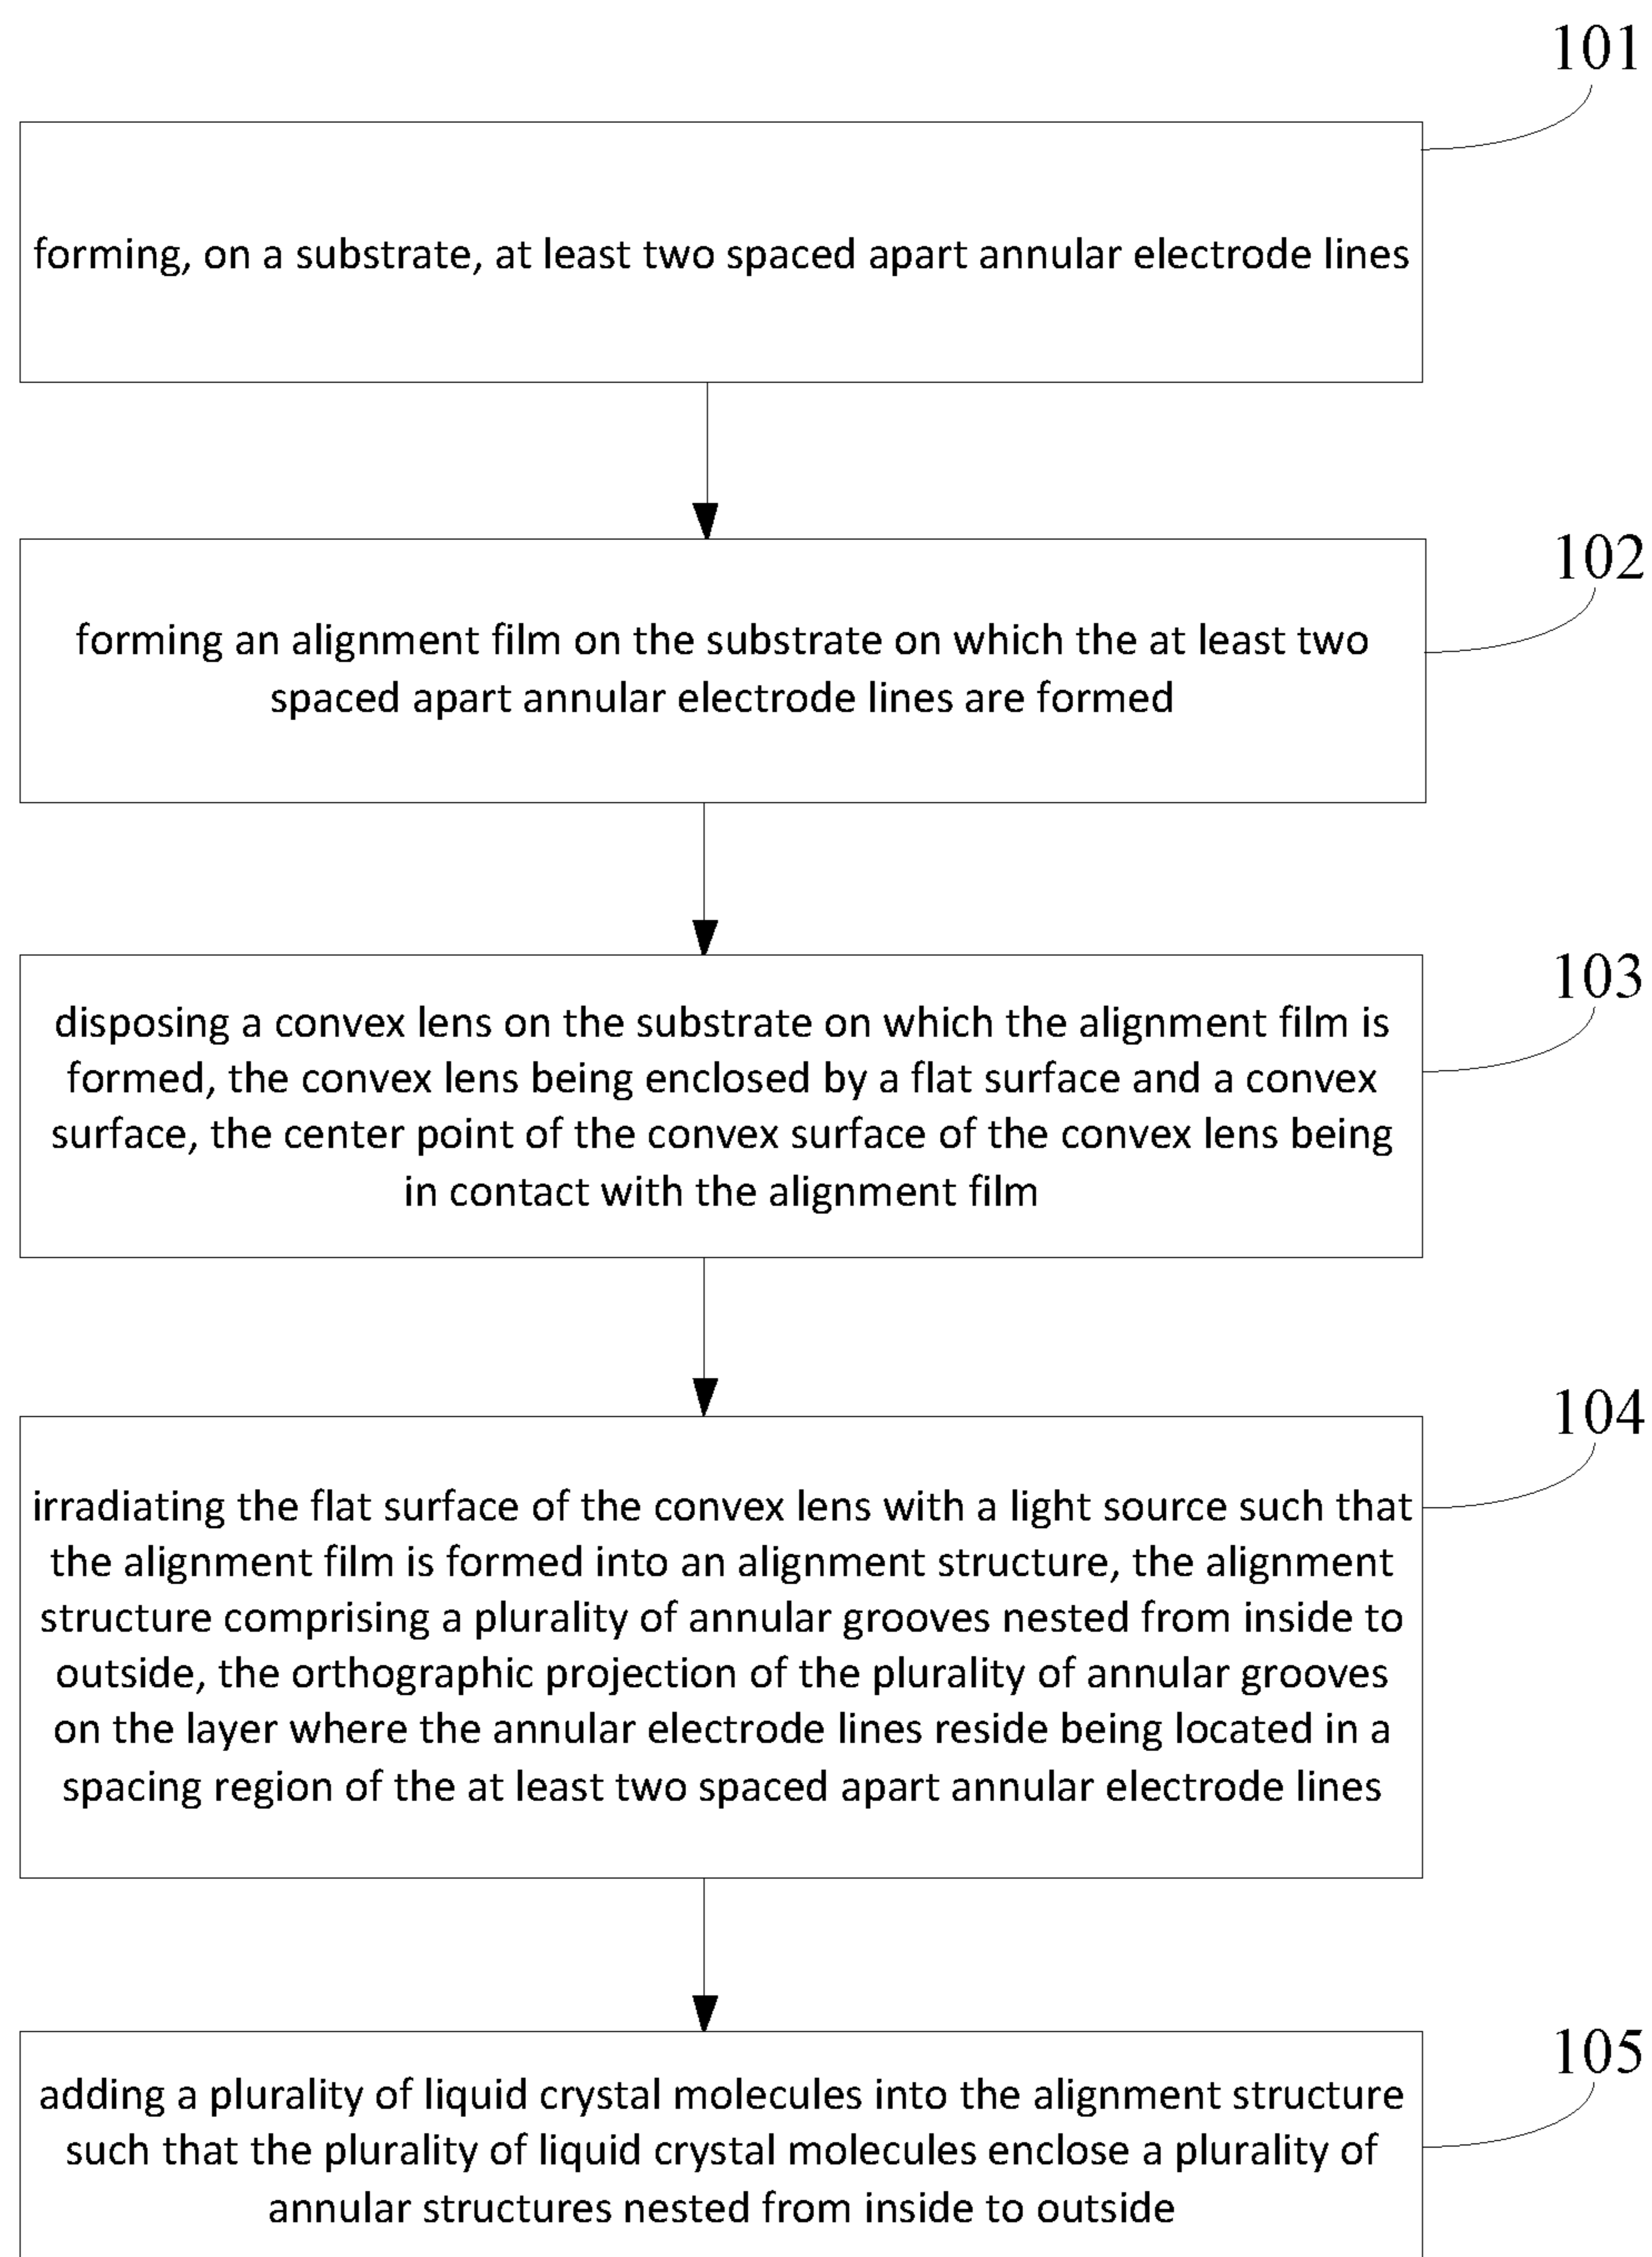 101
forming, on a substrate, at least two spaced apart annular electrode lines
102
forming an alignment film on the substrate on which the at least two
spaced apart annular electrode lines are formed
103
disposing a convex lens on the substrate on which the alignment film is
formed, the convex lens being enclosed by a flat surface and a convex
surface, the center point of the convex surface of the convex lens being
in contact with the alignment film
104
irradiating the flat surface of the convex lens with a light source such that
the alignment film is formed into an alignment structure, the alignment
structure comprising a plurality of annular grooves nested from inside to
outside, the orthographic projection of the plurality of annular grooves
on the layer where the annular electrode lines reside being located in a
spacing region of the at least two spaced apart annular electrode lines
105
adding a plurality of liquid crystal molecules into the alignment structure
such that the plurality of liquid crystal molecules enclose a plurality of
annular structures nested from inside to outside